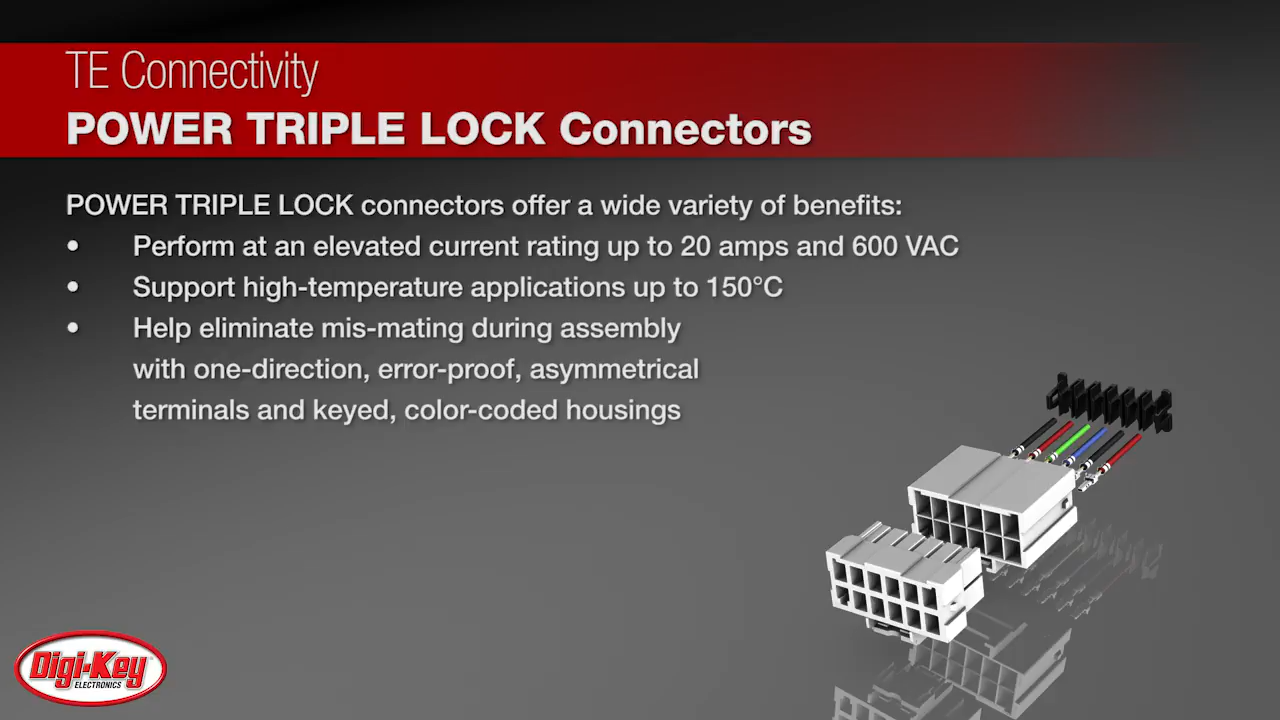 TE Connectivity
POWER TRIPLE LOCK Connectors
POWER TRIPLE LOCK connectors offer a wide variety of benefits:
• Perform at an elevated current rating up to 20 amps and 600 VAC
• Support high-temperature applications up to 150°C
• Help eliminate mis-mating during assembly
with one-direction, error-proof, asymmetrical
terminals and keyed, color-coded housings
Digi-Key
ELECTRONICS